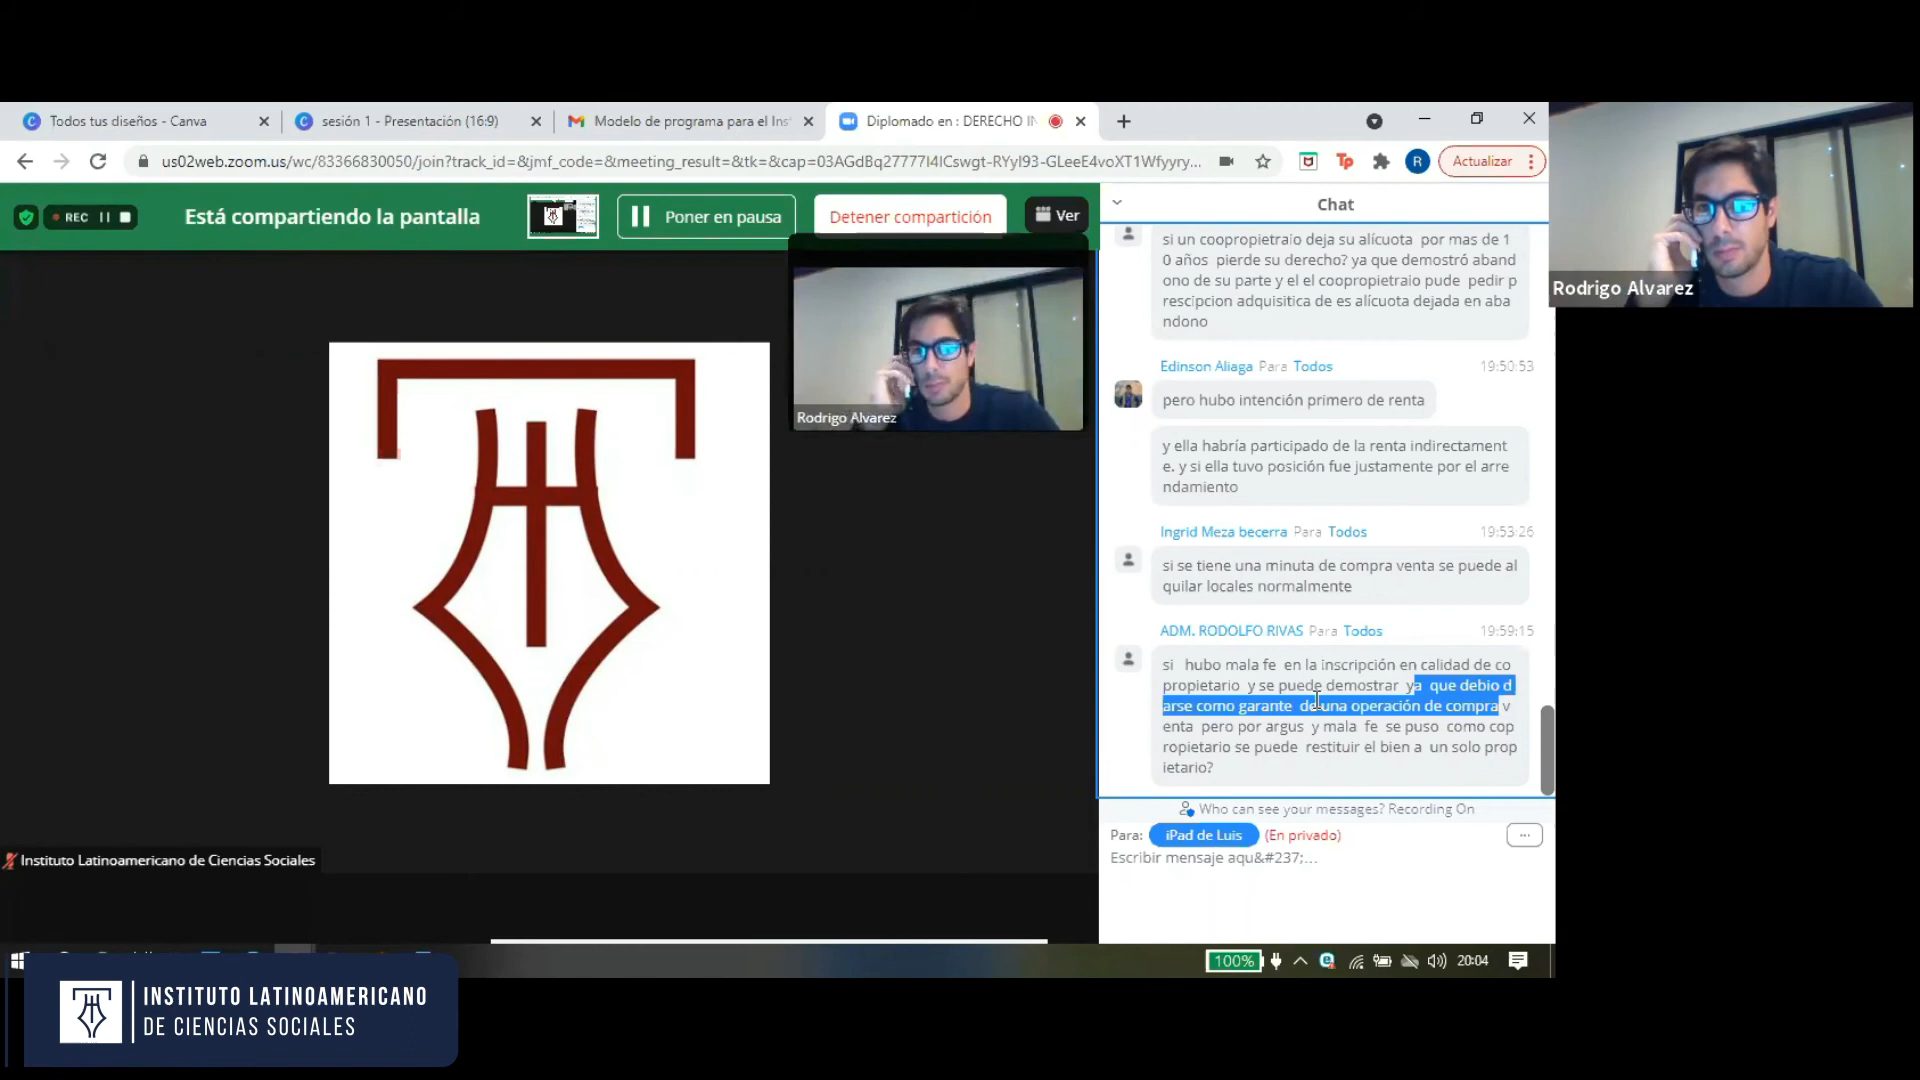 Todos tus diseños - Canva
sesión 1 - Presentación (16:9)
Modelo de programa para el Ins
Diplomado en : DERECHO IN
us02web.zoom.us/wc/83366830050/join?track_id=&jmf_code=&meeting_result=&tk=&cap=03AGdBq27777I4ICswgt-RYyI93-GLeeE4voXT1Wfyyry...
Tp
R
Actualizar
REC
Está compartiendo la pantalla
Poner en pausa
Detener compartición
Ver
Rodrigo Alvarez
Instituto Latinoamericano de Ciencias Sociales
Chat
si un coopropietraio deja su alícuota por mas de 1
0 años pierde su derecho? ya que demostró aband
ono de su parte y el el coopropietraio pude pedir p
rescipcion adquisitica de es alícuota dejada en aba
ndono
Edinson Aliaga Para Todos 19:50:53
pero hubo intención primero de renta
y ella habría participado de la renta indirectament
e. y si ella tuvo posición fue justamente por el arre
ndamiento
Ingrid Meza becerra Para Todos 19:53:26
si se tiene una minuta de compra venta se puede al
quilar locales normalmente
ADM. RODOLFO RIVAS Para Todos 19:59:15
si hubo mala fe en la inscripción en calidad de co
propietario y se puede demostrar ya que debio d
arse como garante de una operación de compra v
enta pero por argus y mala fe se puso como cop
ropietario se puede restituir el bien a un solo prop
ietario?
Who can see your messages? Recording On
Para: iPad de Luis (En privado)
Escribir mensaje aqu&#237;...
Rodrigo Alvarez
100%
20:04
INSTITUTO LATINOAMERICANO
DE CIENCIAS SOCIALES